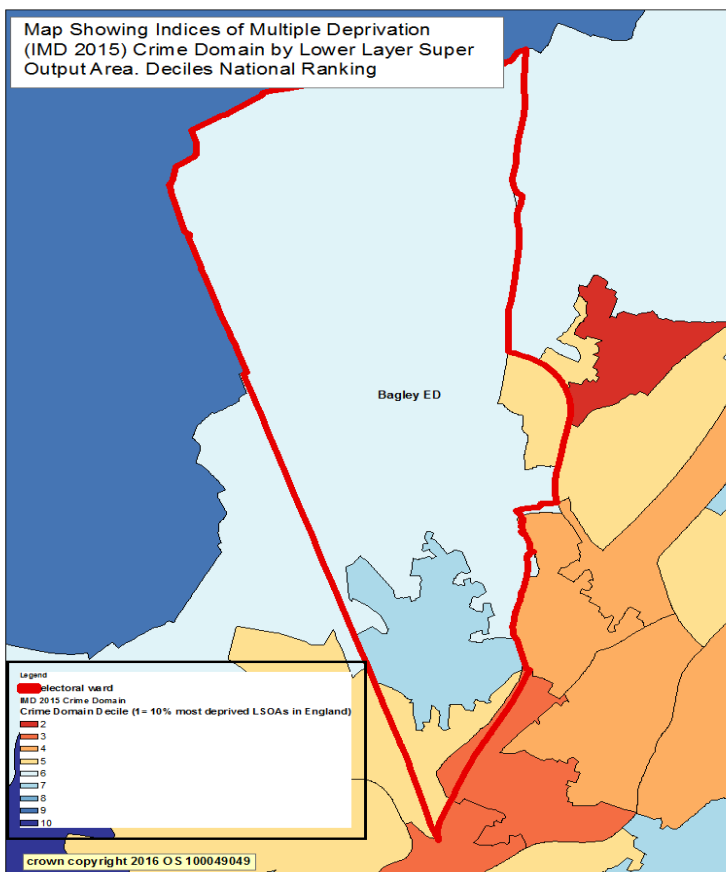 Map Showing Indices of Multiple Deprivation
(IMD 2015) Crime Domain by Lower Layer Super
Output Area. Deciles National Ranking
Bagley ED
Legend
electoral ward
IMD 2015 Crime Domain
Crime Domain Decile (1= 10% most deprived LSOAs in England)
2
3
4
5
6
7
8
9
10
crown copyright 2016 OS 100049049